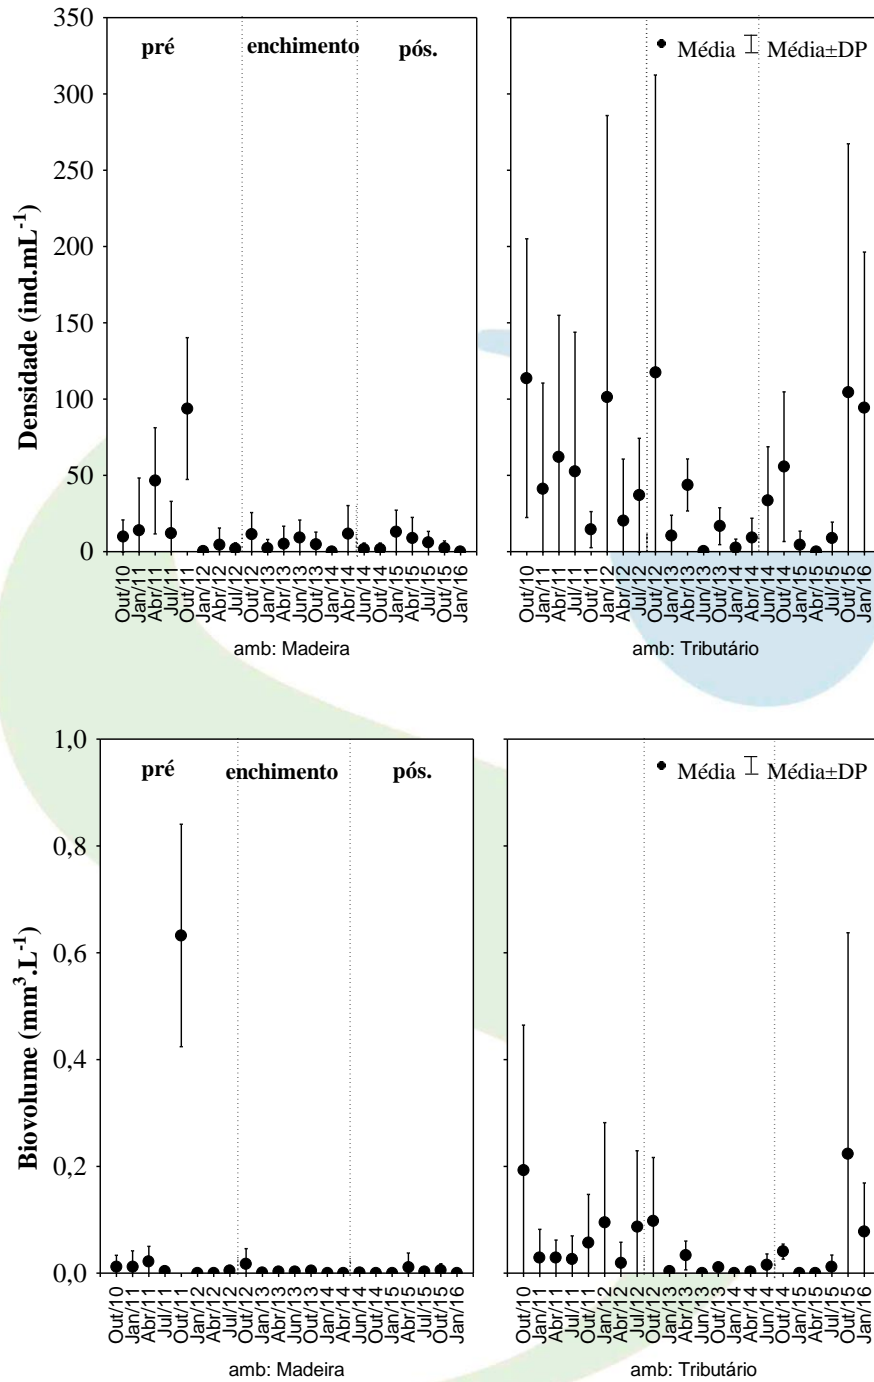 350
300
250
200
150
100
50
0
Densidade (ind.mL-1)
pré enchimento pós.
Out/10 Jan/11 Abr/11 Jul/11 Out/11 Jan/12 Abr/12 Jul/12 Out/12 Jan/13 Abr/13 Jun/13 Out/13 Jan/14 Abr/14 Jun/14 Out/14 Jan/15 Abr/15 Jul/15 Out/15 Jan/16
amb: Madeira
Média Média±DP
Out/10 Jan/11 Abr/11 Jul/11 Out/11 Jan/12 Abr/12 Jul/12 Out/12 Jan/13 Abr/13 Jun/13 Out/13 Jan/14 Abr/14 Jun/14 Out/14 Jan/15 Abr/15 Jul/15 Out/15 Jan/16
amb: Tributário
1,0
0,8
0,6
0,4
0,2
0,0
Biovolume (mm3.L-1)
pré enchimento pós.
Out/10 Jan/11 Abr/11 Jul/11 Out/11 Jan/12 Abr/12 Jul/12 Out/12 Jan/13 Abr/13 Jun/13 Out/13 Jan/14 Abr/14 Jun/14 Out/14 Jan/15 Abr/15 Jul/15 Out/15 Jan/16
amb: Madeira
Média Média±DP
Out/10 Jan/11 Abr/11 Jul/11 Out/11 Jan/12 Abr/12 Jul/12 Out/12 Jan/13 Abr/13 Jun/13 Out/13 Jan/14 Abr/14 Jun/14 Out/14 Jan/15 Abr/15 Jul/15 Out/15 Jan/16
amb: Tributário